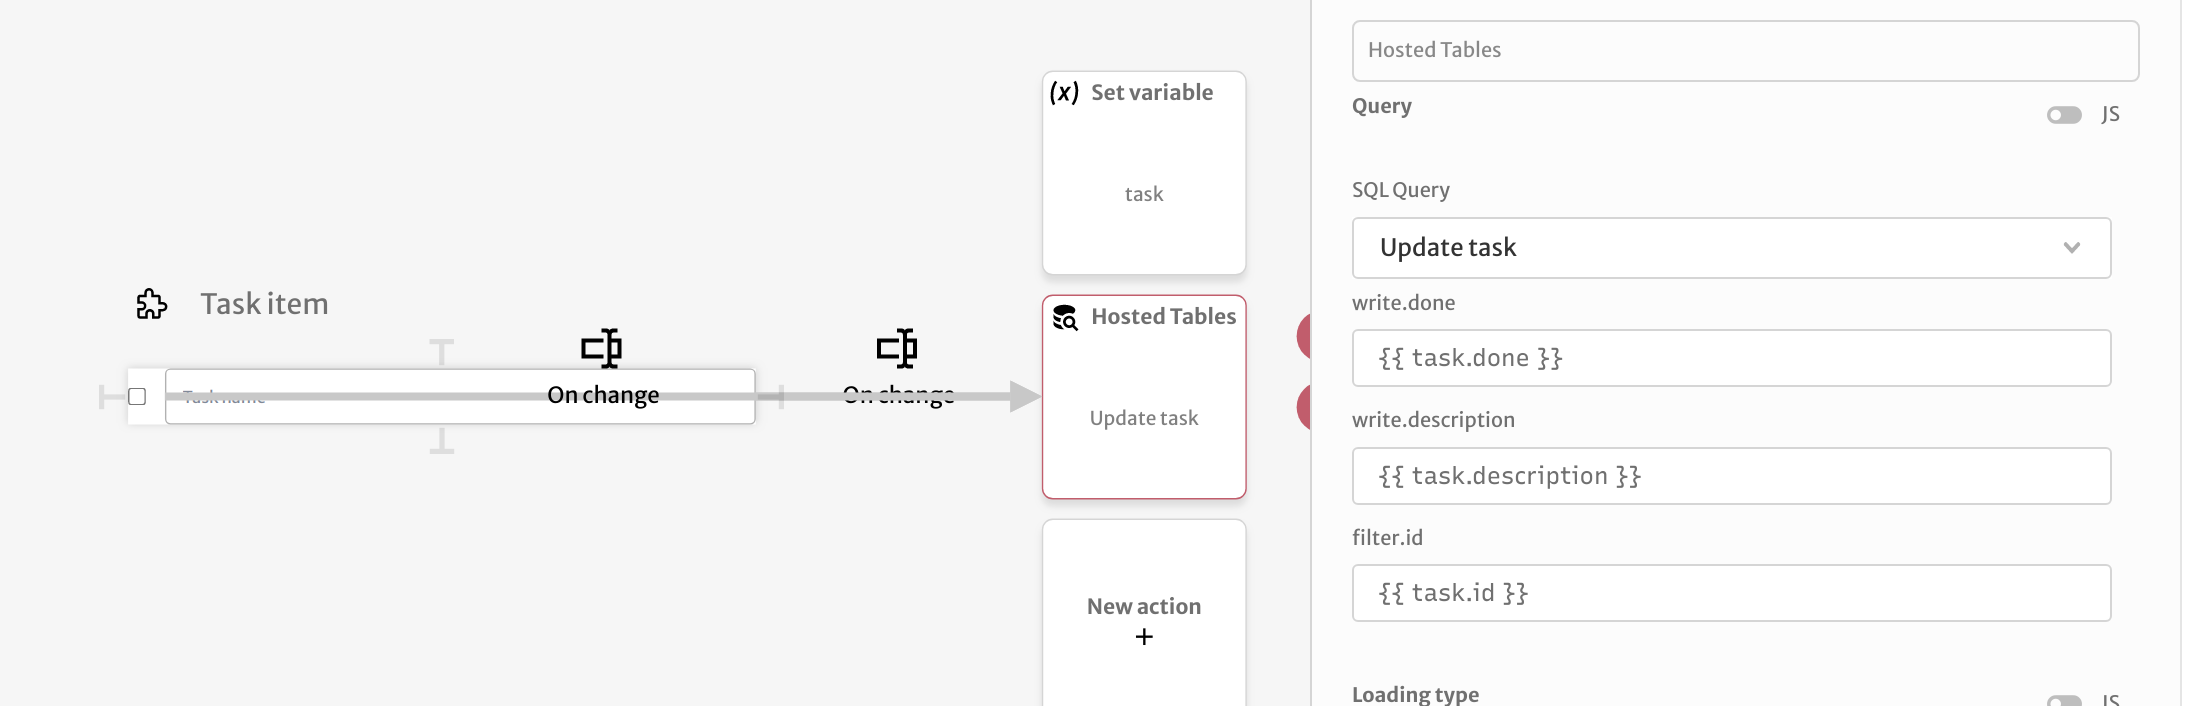 Task item
Task name
On change
On change
(x) Set variable
task
Hosted Tables
Update task
New action
+
Hosted Tables
Query
JS
SQL Query
Update task
write.done
{{ task.done }}
write.description
{{ task.description }}
filter.id
{{ task.id }}
Loading type
JS